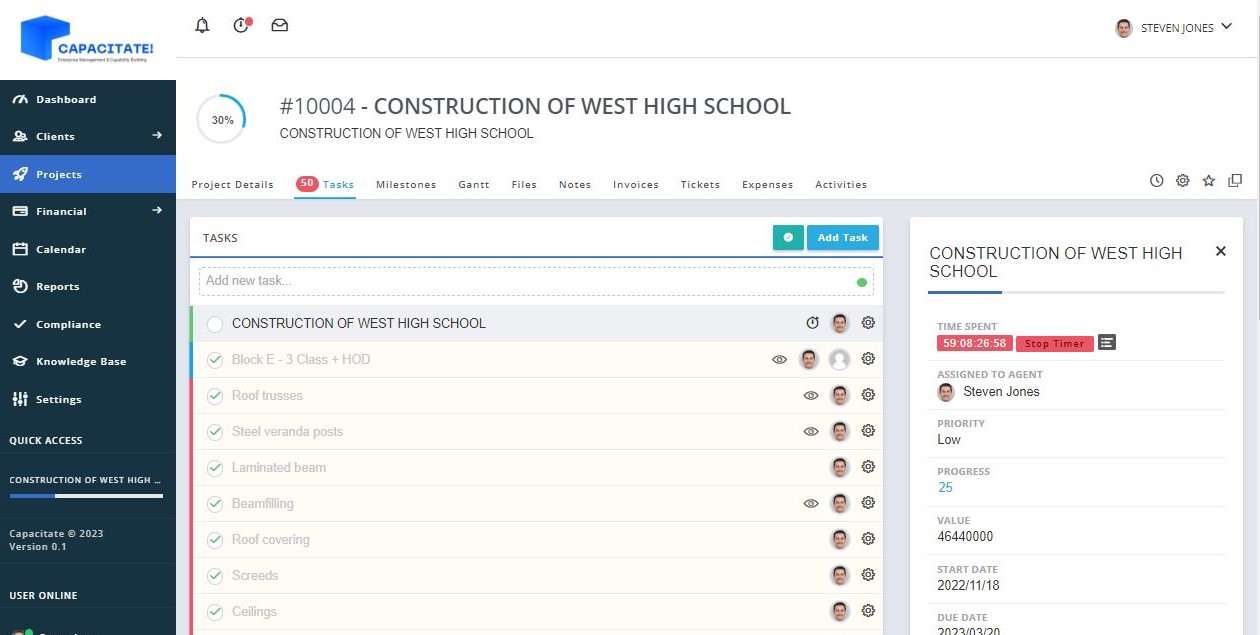 CAPACITATE!
Enterprise Management & Capability Building
STEVEN JONES
Dashboard
Clients
Projects
Financial
Calendar
Reports
Compliance
Knowledge Base
Settings
QUICK ACCESS
CONSTRUCTION OF WEST HIGH ...
Capacitate © 2023
Version 0.1
USER ONLINE
30%
#10004 - CONSTRUCTION OF WEST HIGH SCHOOL
CONSTRUCTION OF WEST HIGH SCHOOL
Project Details 50 Tasks Milestones Gantt Files Notes Invoices Tickets Expenses Activities
TASKS
Add Task
Add new task...
CONSTRUCTION OF WEST HIGH SCHOOL
Block E - 3 Class + HOD
Roof trusses
Steel veranda posts
Laminated beam
Beamfilling
Roof covering
Screeds
Ceilings
CONSTRUCTION OF WEST HIGH
SCHOOL
TIME SPENT
59:08:26:58 Stop Timer
ASSIGNED TO AGENT
Steven Jones
PRIORITY
Low
PROGRESS
25
VALUE
46440000
START DATE
2022/11/18
DUE DATE
2023/03/20